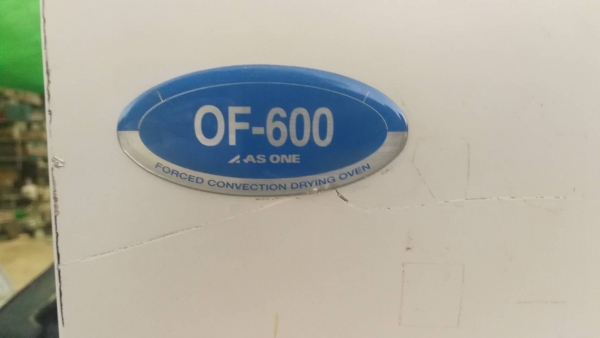 OF-600
AS ONE
FORCED CONVECTION DRYING OVEN